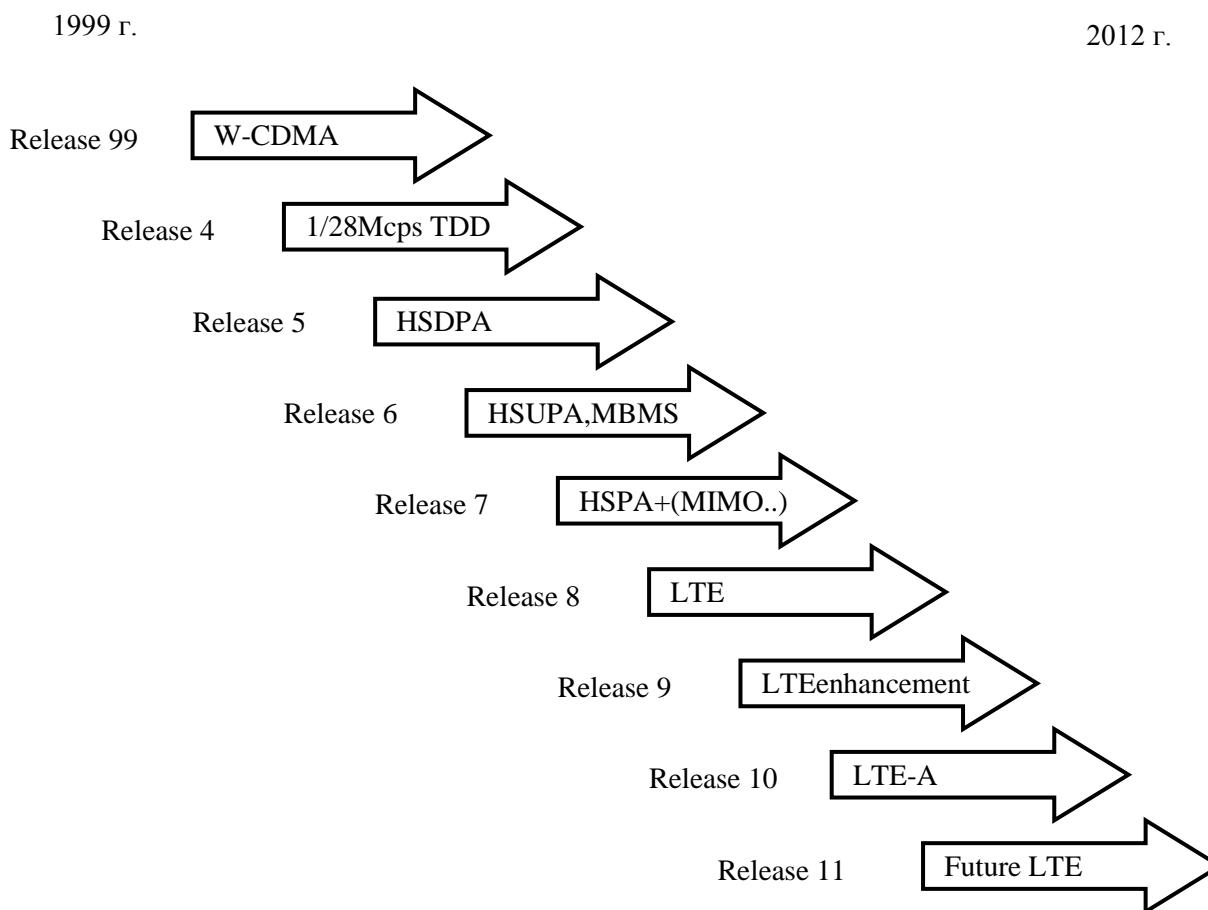 1999 г.
2012 г.
Release 99
W-CDMA
Release 4
1/28Mcps TDD
Release 5
HSDPA
Release 6
HSUPA,MBMS
Release 7
HSPA+(MIMO..)
Release 8
LTE
Release 9
LTEenhancement
Release 10
LTE-A
Release 11
Future LTE